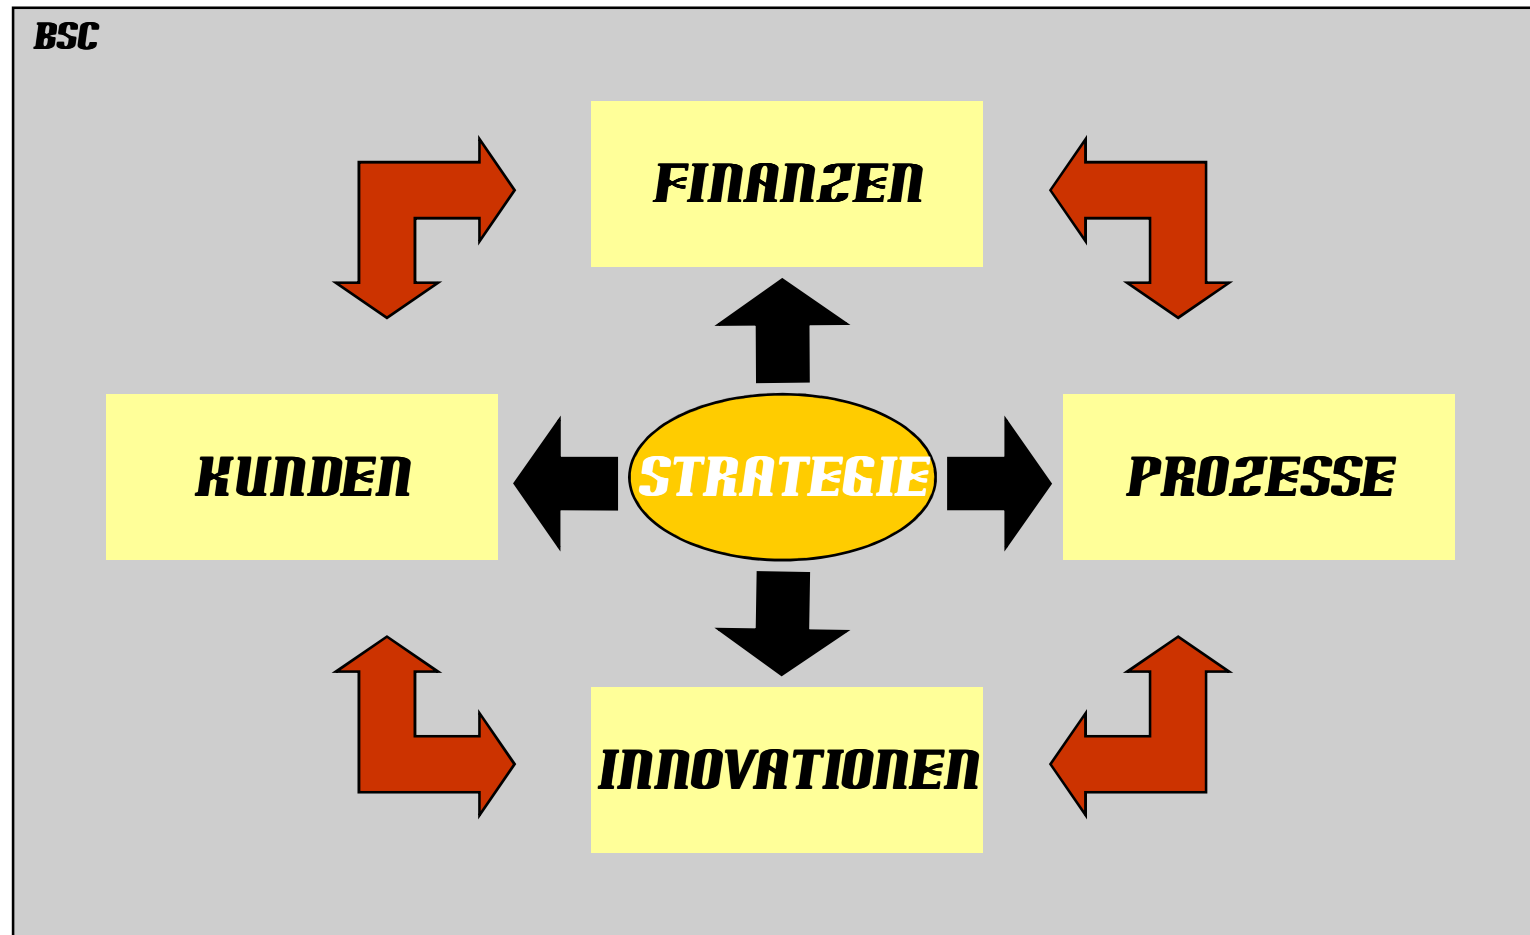 BSC
FINANZEN
KUNDEN
STRATEGIE
PROZESSE
INNOVATIONEN